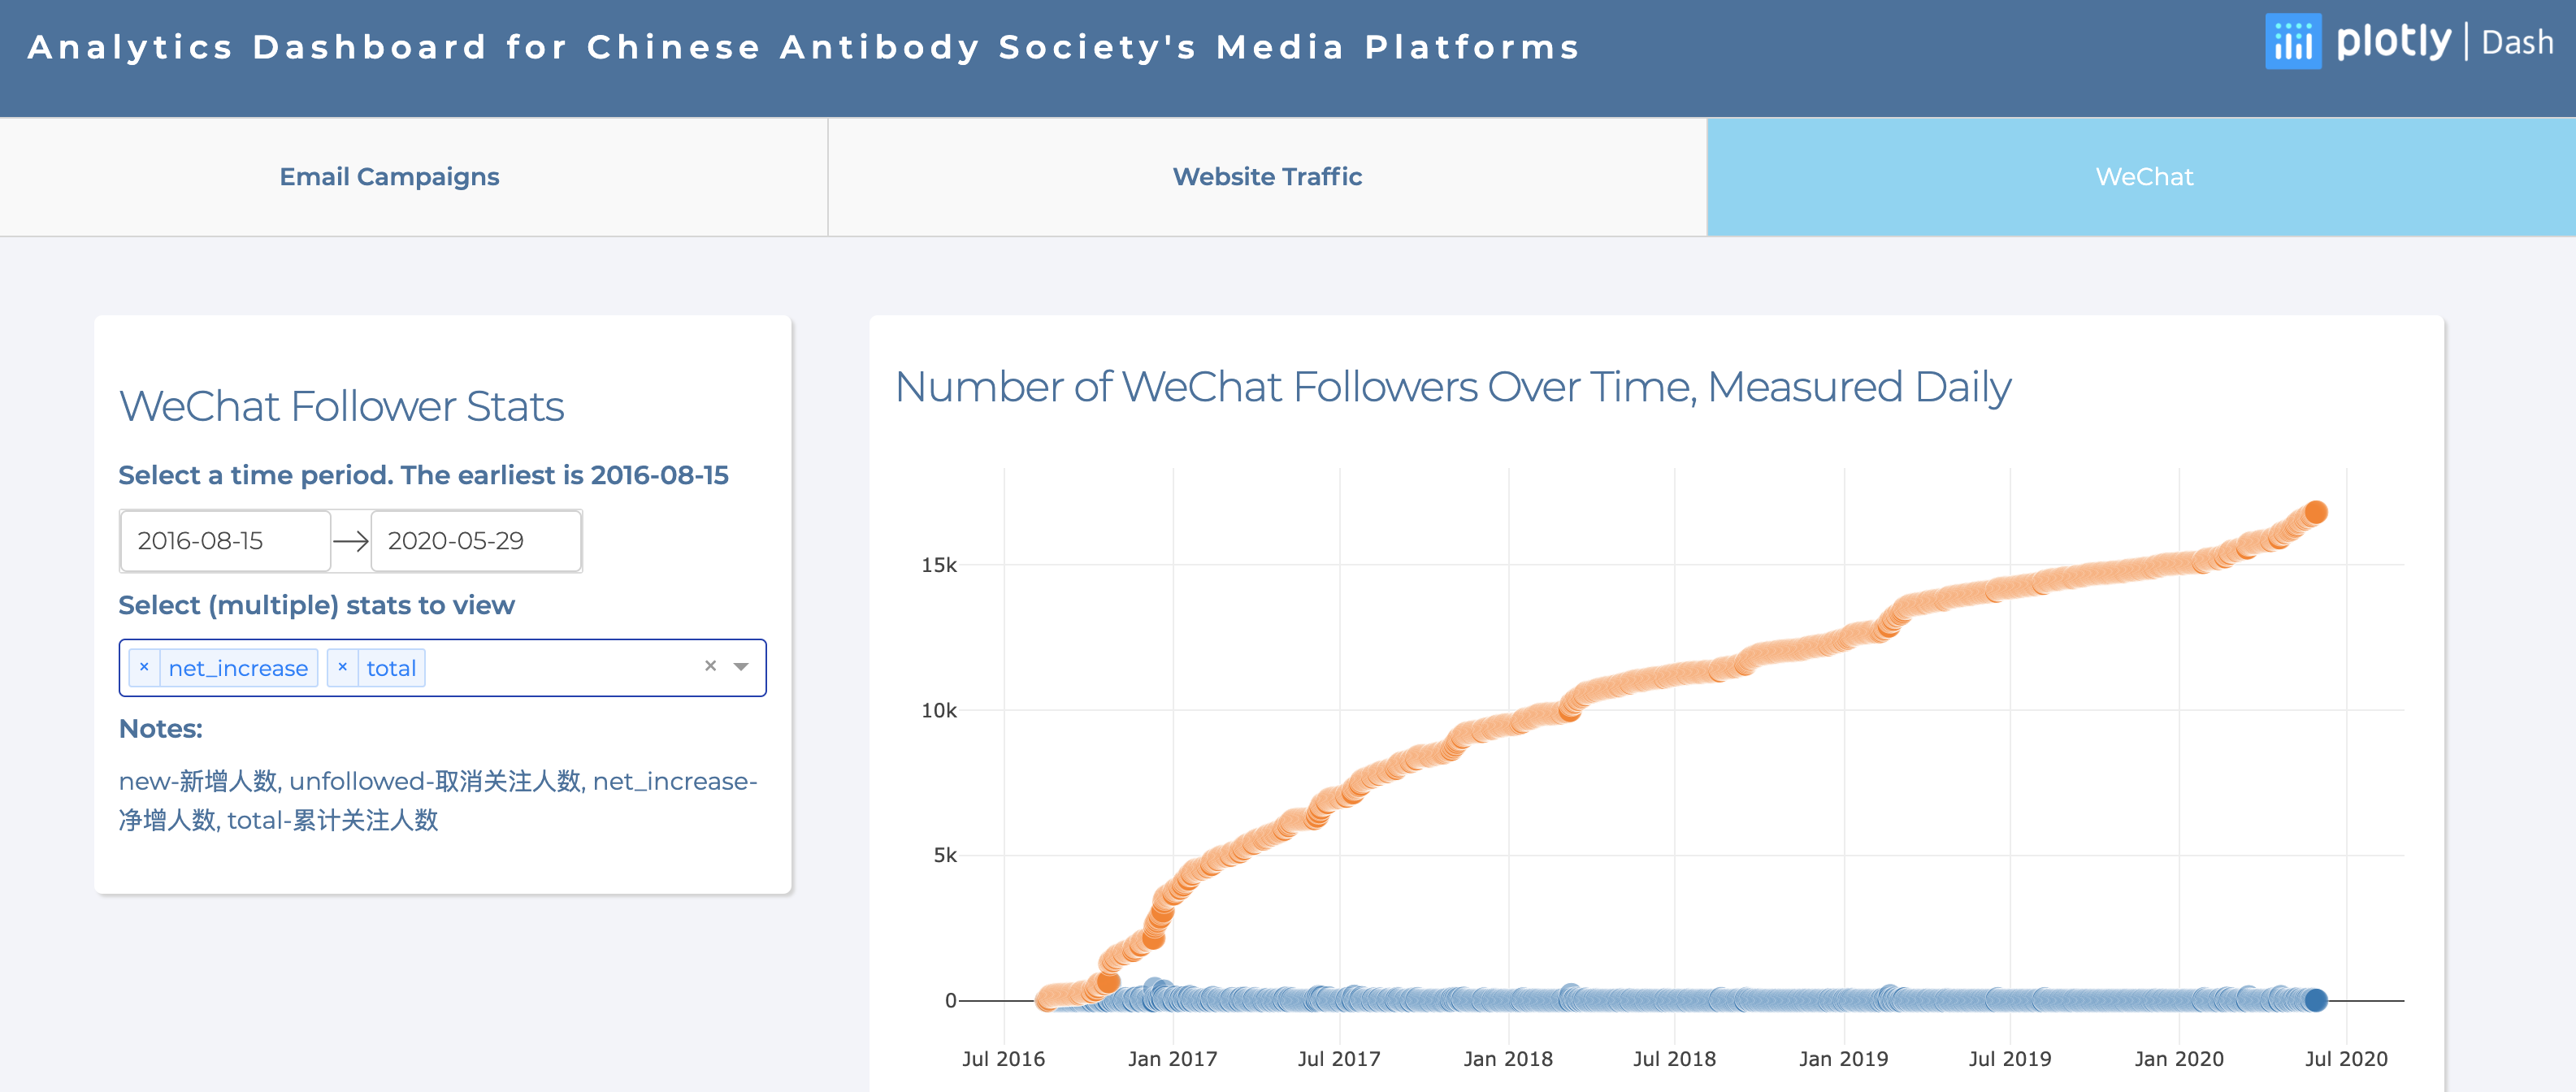 Analytics Dashboard for Chinese Antibody Society's Media Platforms
plotly | Dash
Email Campaigns
Website Traffic
WeChat
WeChat Follower Stats
Select a time period. The earliest is 2016-08-15
2016-08-15 → 2020-05-29
Select (multiple) stats to view
× net_increase × total ×
Notes:
new-新增人数, unfollowed-取消关注人数, net_increase-
净增人数, total-累计关注人数
Number of WeChat Followers Over Time, Measured Daily
15k
10k
5k
0
Jul 2016 Jan 2017 Jul 2017 Jan 2018 Jul 2018 Jan 2019 Jul 2019 Jan 2020 Jul 2020